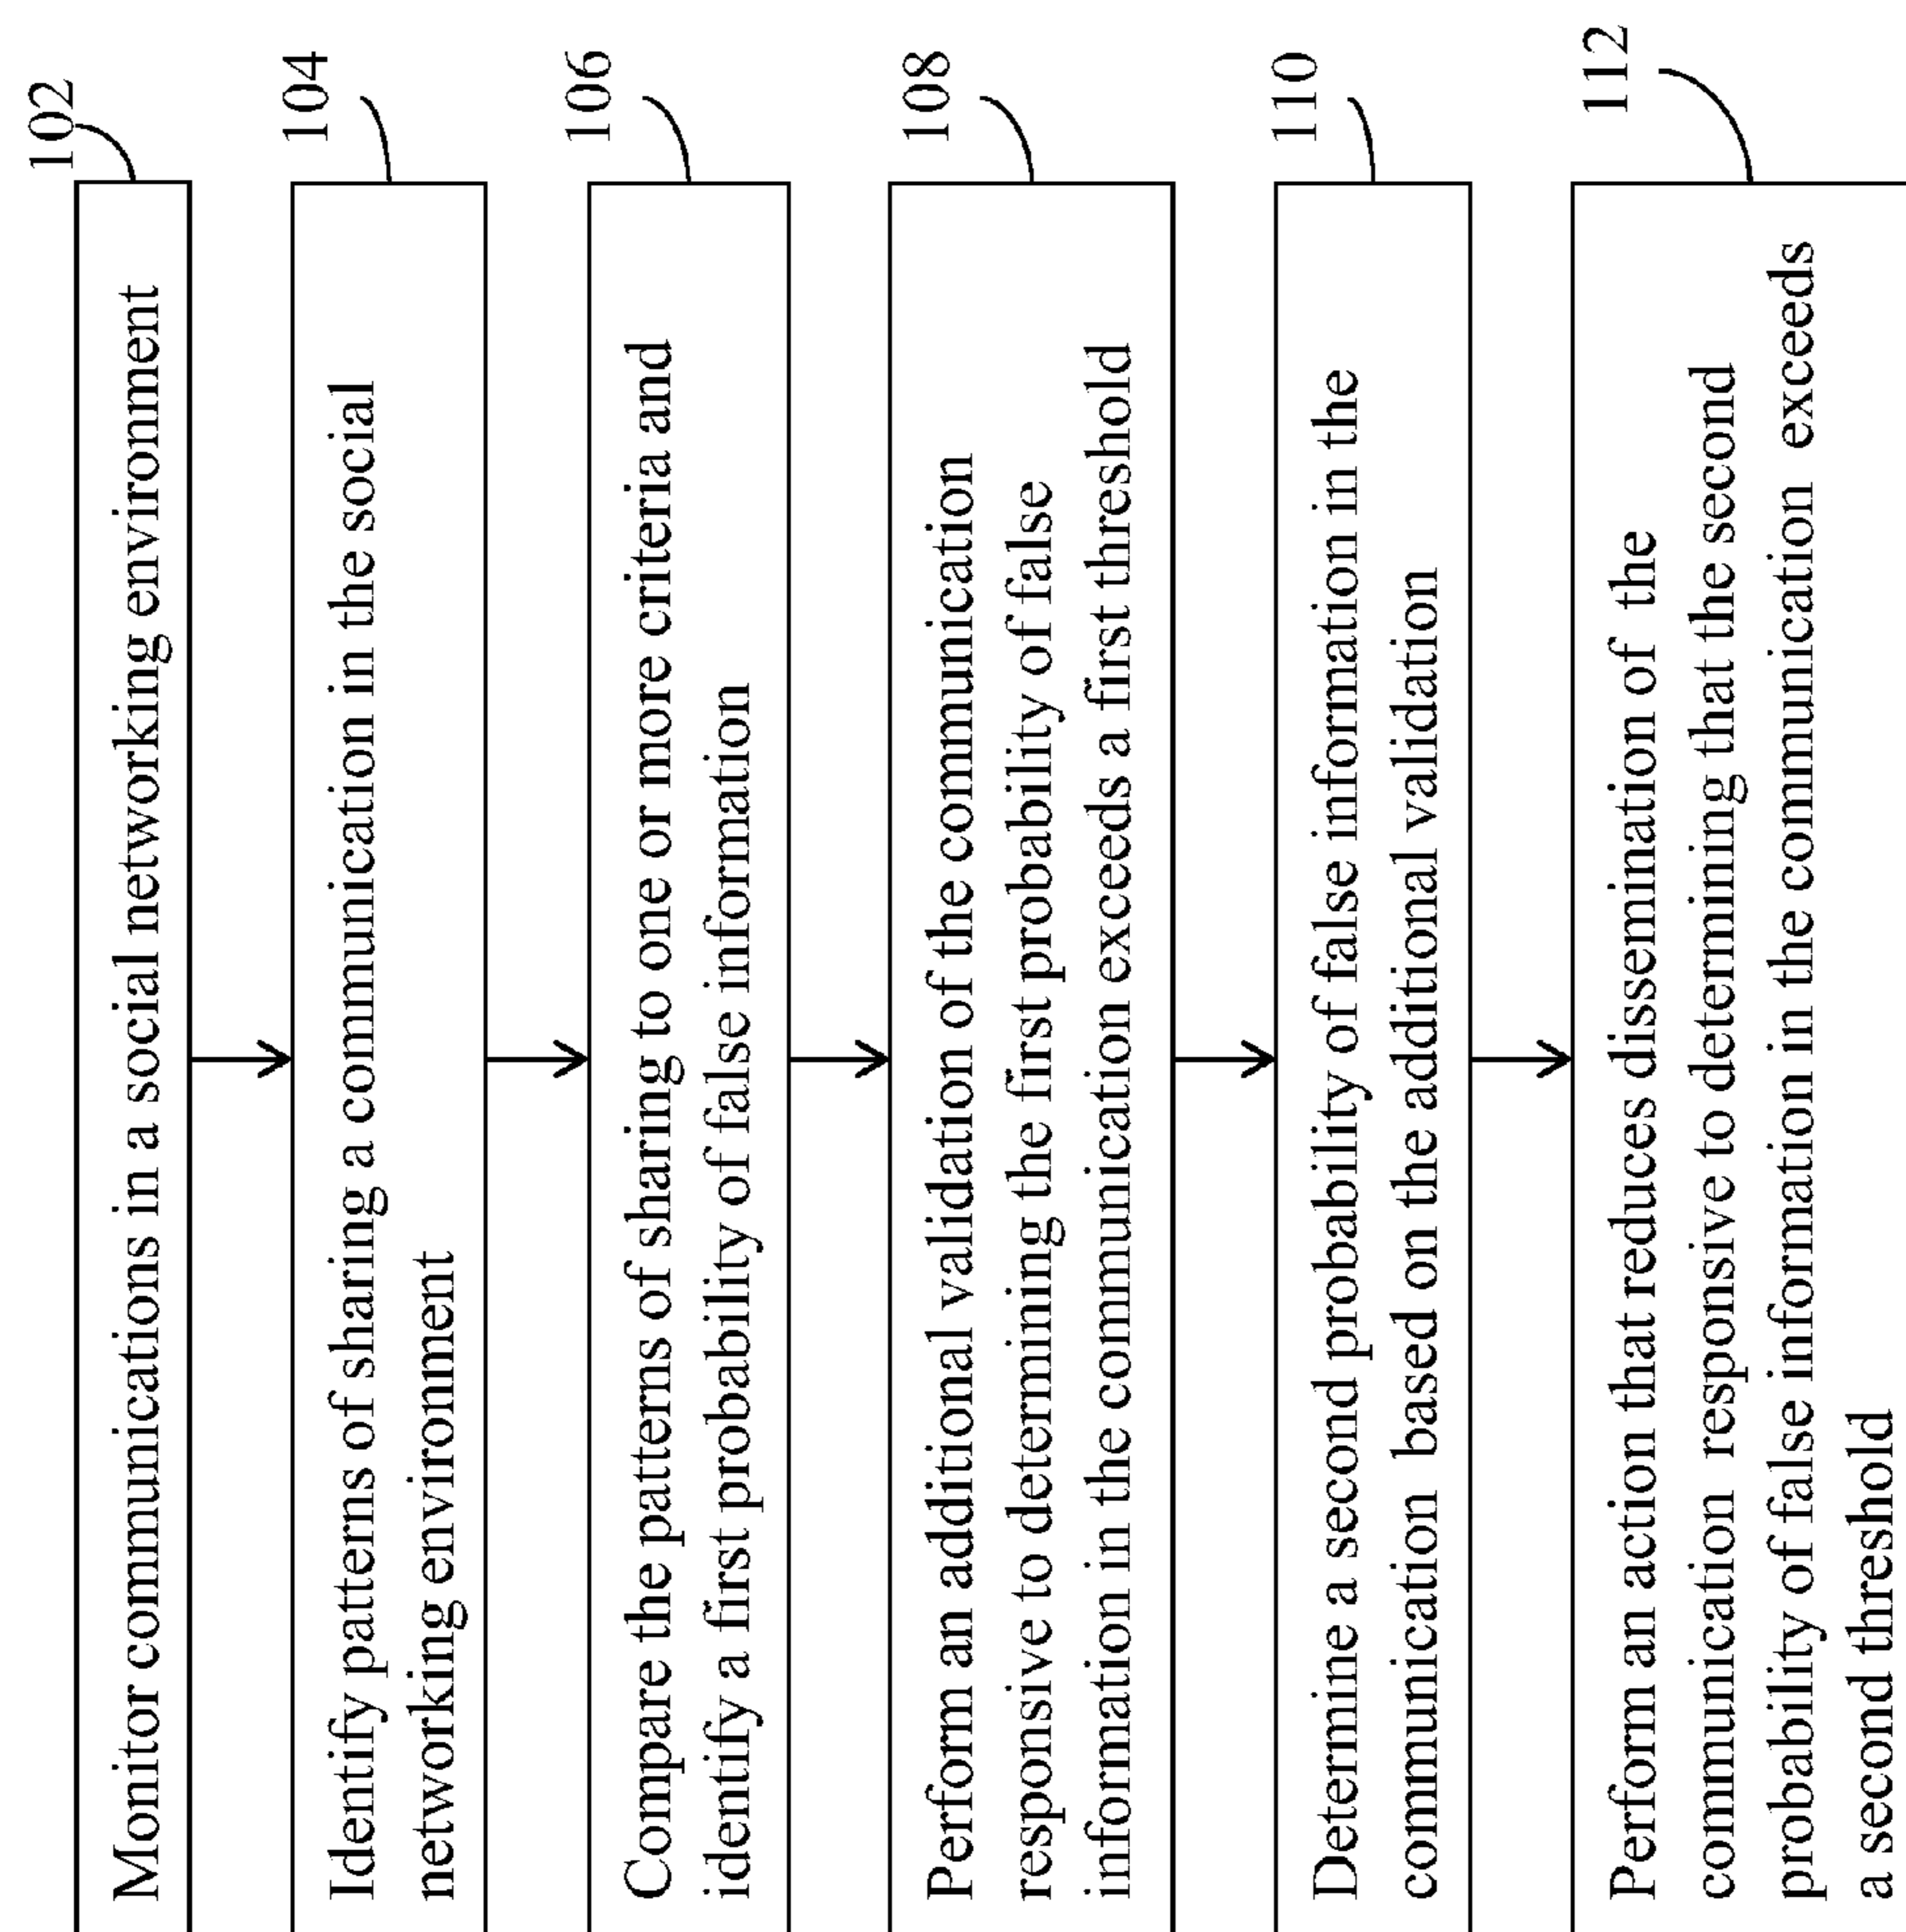 102
Monitor communications in a social networking environment
104
Identify patterns of sharing a communication in the social
networking environment
106
Compare the patterns of sharing to one or more criteria and
identify a first probability of false information
108
Perform an additional validation of the communication
responsive to determining the first probability of false
information in the communication exceeds a first threshold
110
Determine a second probability of false information in the
communication based on the additional validation
112
Perform an action that reduces dissemination of the
communication responsive to determining that the second
probability of false information in the communication exceeds
a second threshold